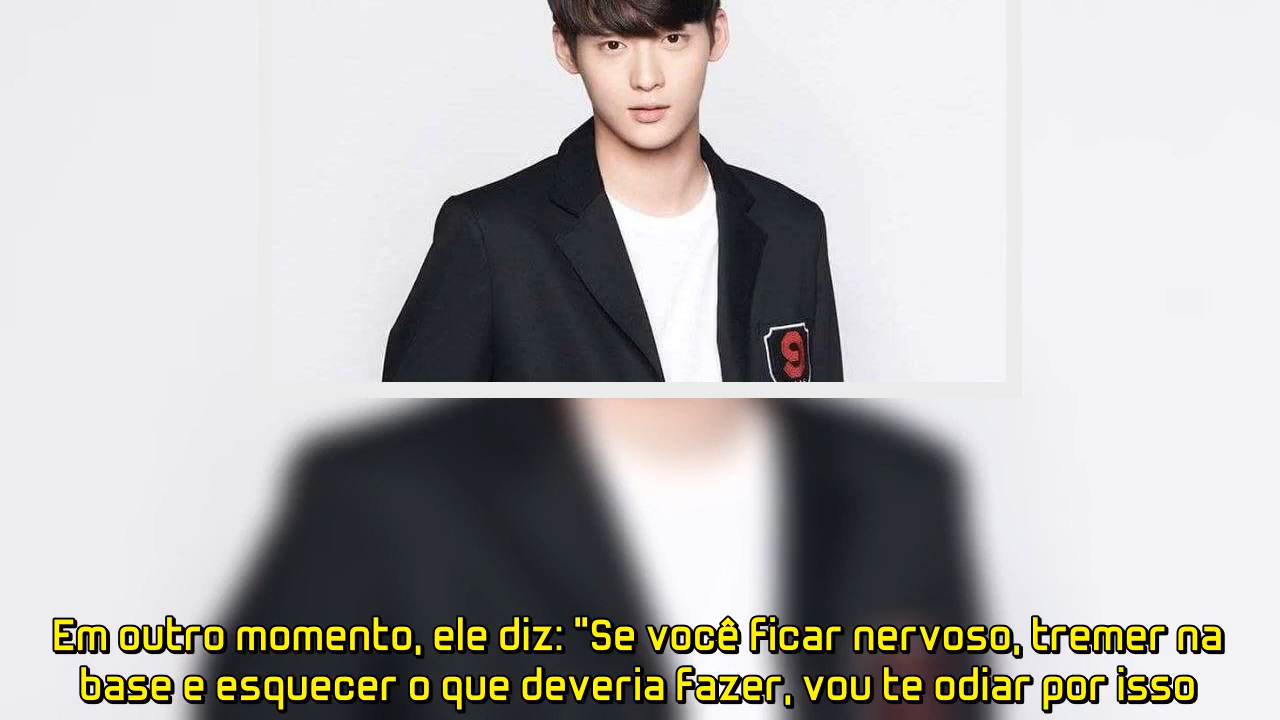 9
Em outro momento, ele diz: "Se você ficar nervoso, tremer na
base e esquecer o que deveria fazer, vou te odiar por isso